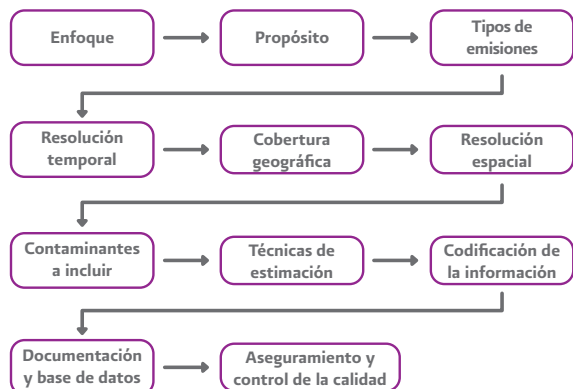 Enfoque
Propósito
Tipos de
emisiones
Resolución
temporal
Cobertura
geográfica
Resolución
espacial
Contaminantes
a incluir
Técnicas de
estimación
Codificación de
la información
Documentación
y base de datos
Aseguramiento y
control de la calidad